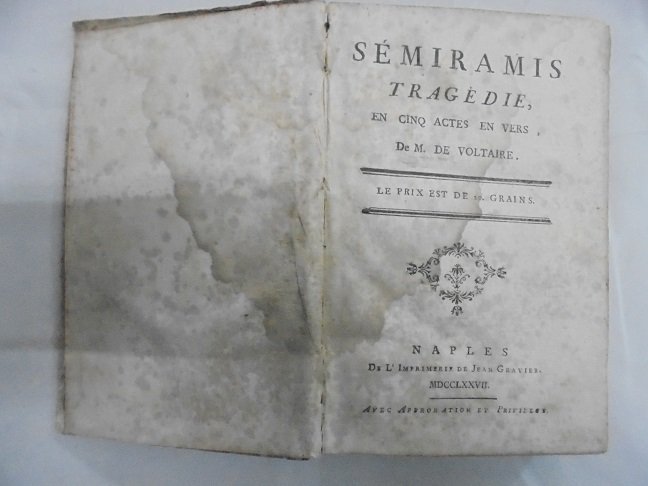 SÉMIRAMIS
TRAGÉDIE,
EN CINQ ACTES EN VERS,
De M. DE VOLTAIRE.
LE PRIX EST DE GRAINS.
NAPLES
DE L'IMPRIMERIE DE JEAN GRAVIER.
MDCCLXXVII.
AVEC APPROBATION ET PRIVILEGE.